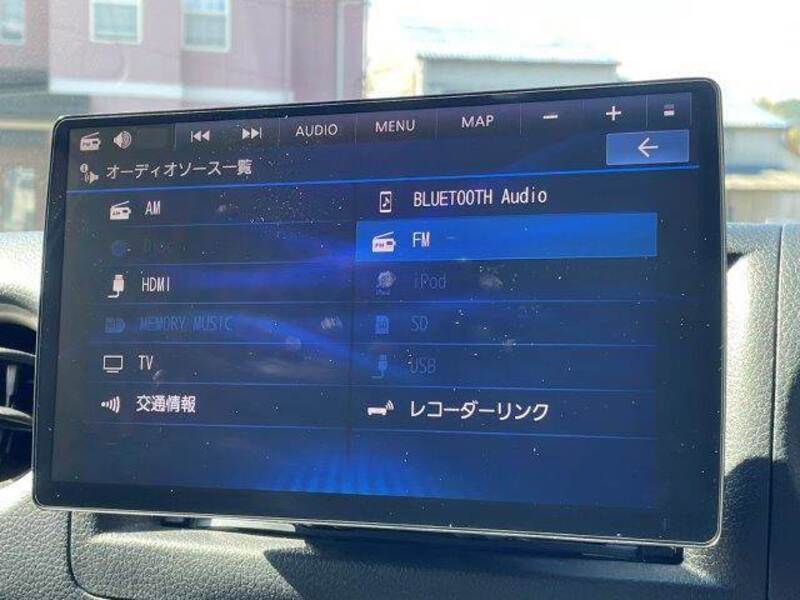 AUDIO MENU MAP
オーディオソース一覧
AM
BLUETOOTH Audio
FM
HDMI
iPod
MEMORY MUSIC
SD
TV
USB
交通情報
レコーダーリンク